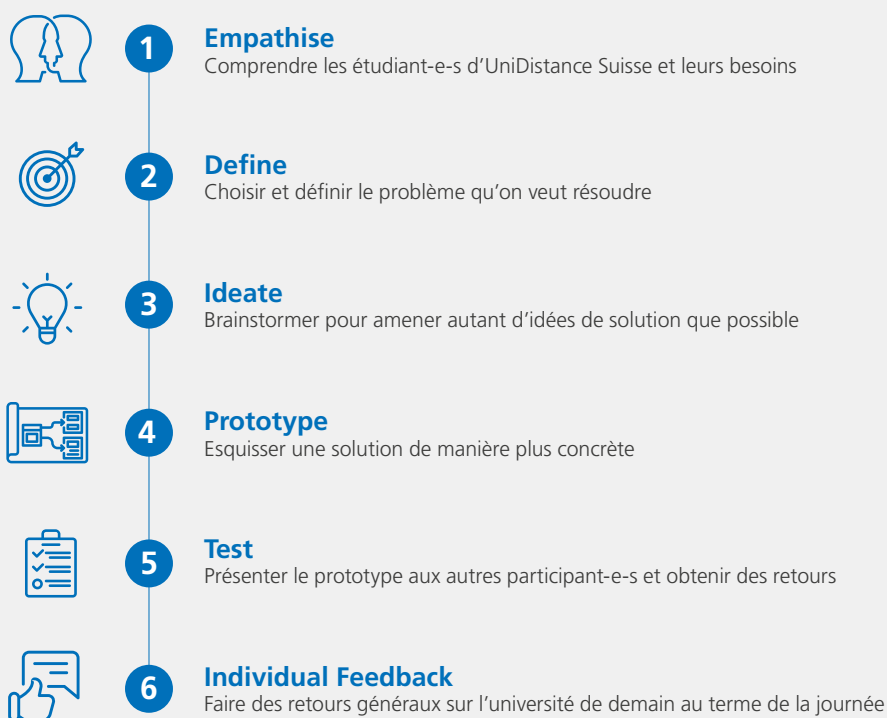 1
Empathise
Comprendre les étudiant-e-s d’UniDistance Suisse et leurs besoins
2
Define
Choisir et définir le problème qu’on veut résoudre
3
Ideate
Brainstormer pour amener autant d’idées de solution que possible
4
Prototype
Esquisser une solution de manière plus concrète
5
Test
Présenter le prototype aux autres participant-e-s et obtenir des retours
6
Individual Feedback
Faire des retours généraux sur l’université de demain au terme de la journée